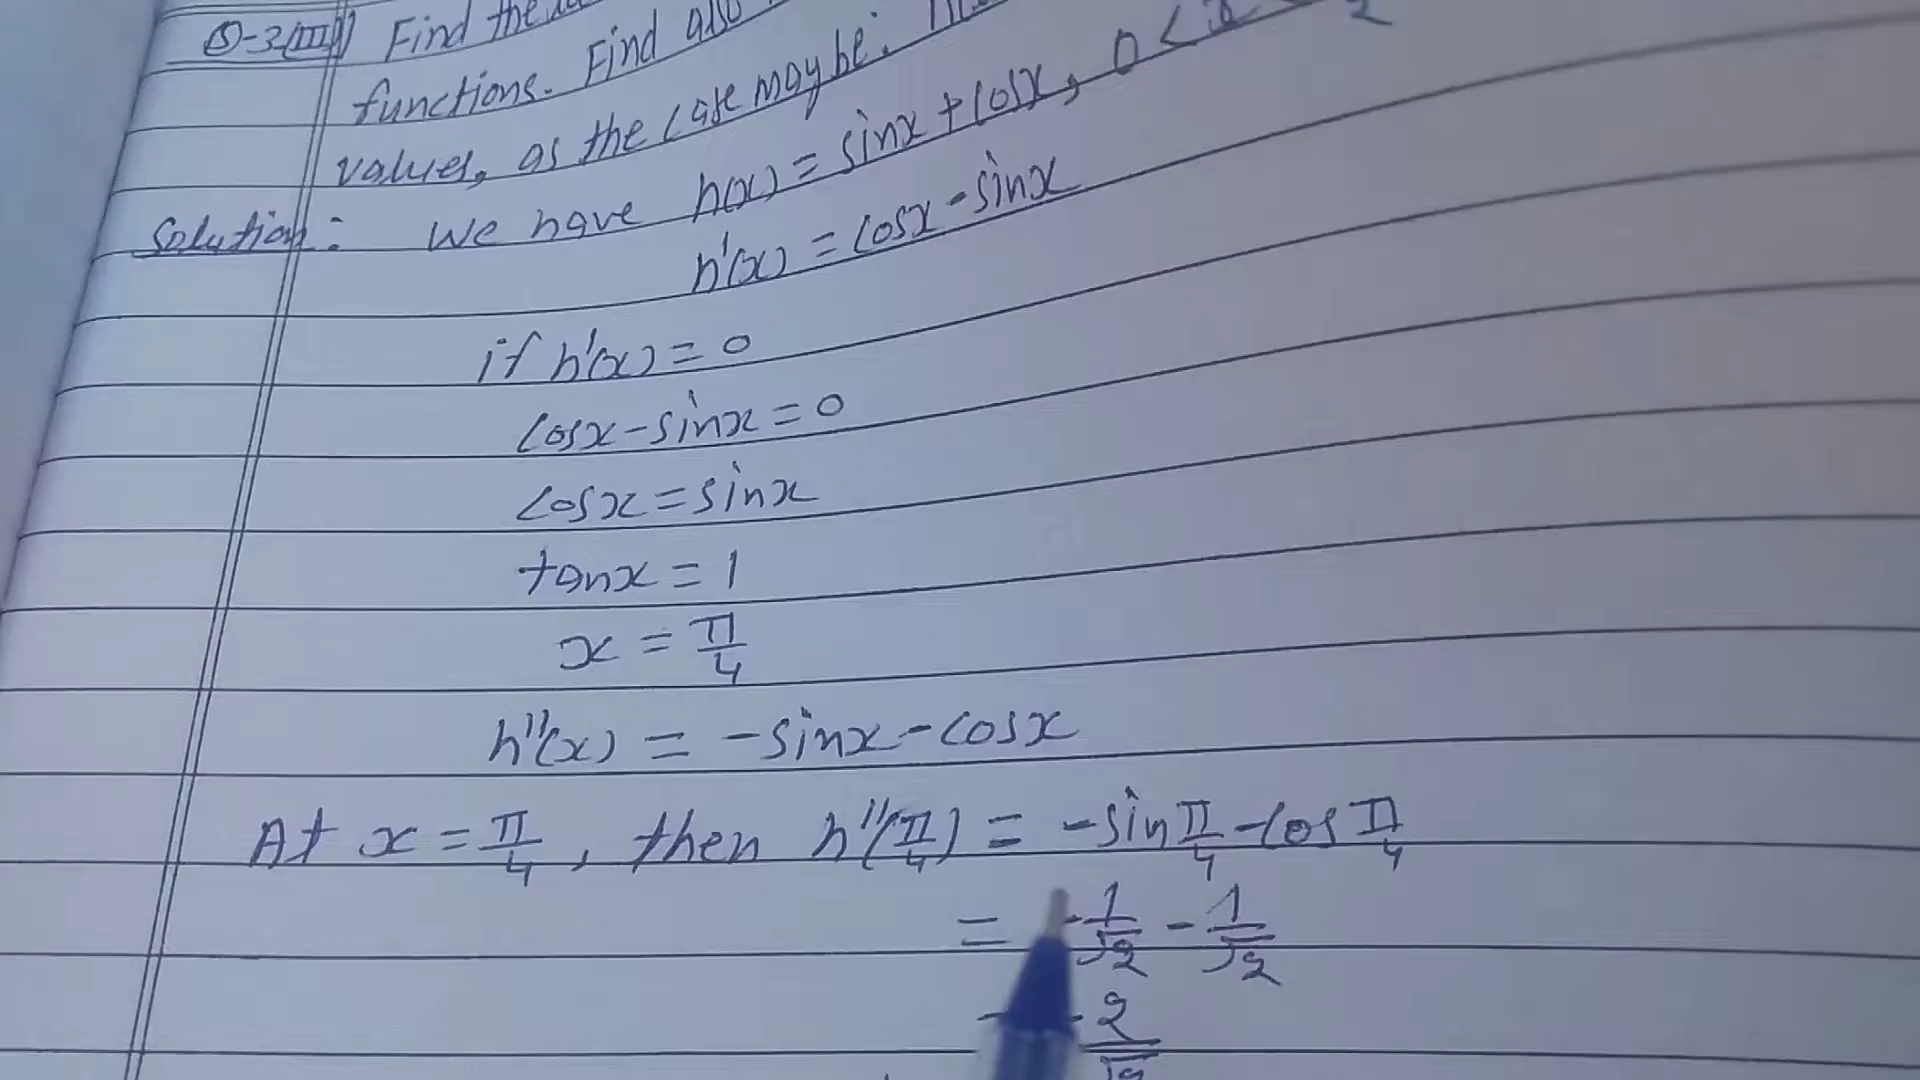 Q-3(iii) Find the
functions. Find also
values, as the case may be.
Solution: We have h(x) = sinx + cosx, 0 <
h'(x) = cosx - sinx
if h'(x) = 0
cosx - sinx = 0
cosx = sinx
tanx = 1
x = π/4
h''(x) = -sinx - cosx
At x = π/4, then h''(π/4) = -sin π/4 - cos π/4
= -1/√2 - 1/√2
-2/√2